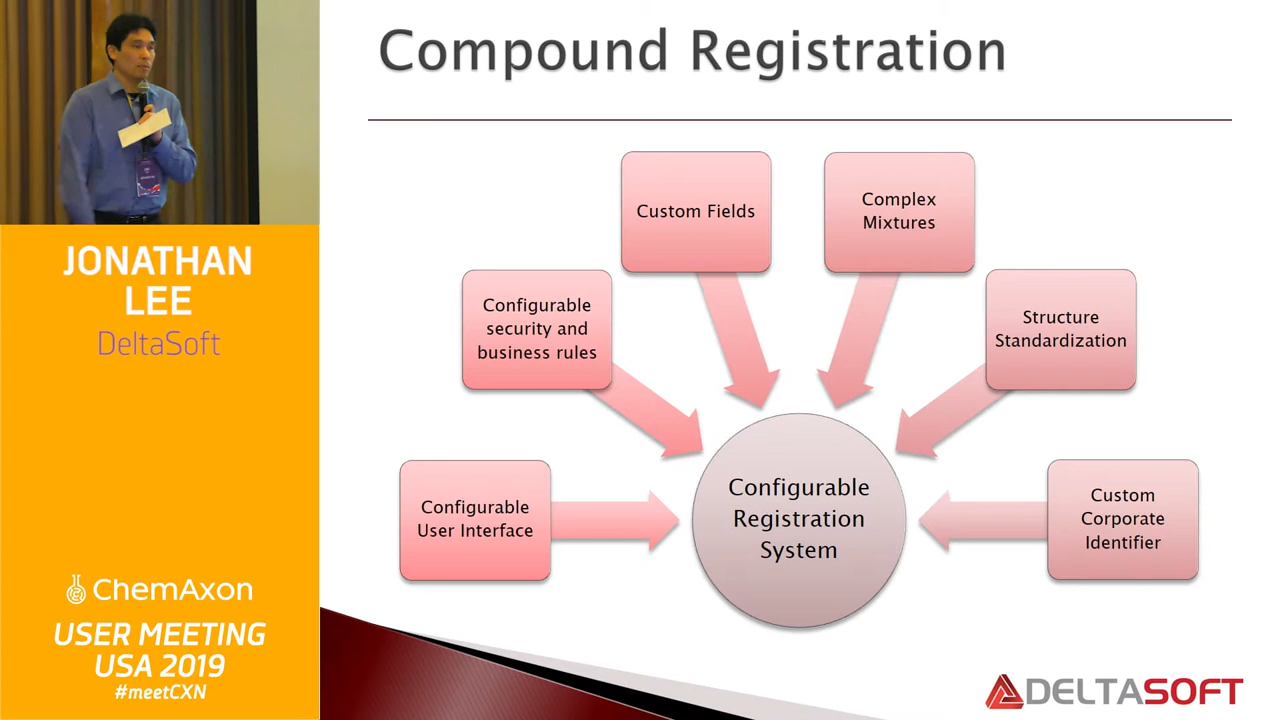 Compound Registration
JONATHAN
LEE
DeltaSoft
ChemAxon
USER MEETING
USA 2019
#meetCXN
Custom Fields
Complex
Mixtures
Configurable
security and
business rules
Structure
Standardization
Configurable
User Interface
Configurable
Registration
System
Custom
Corporate
Identifier
DELTASOFT